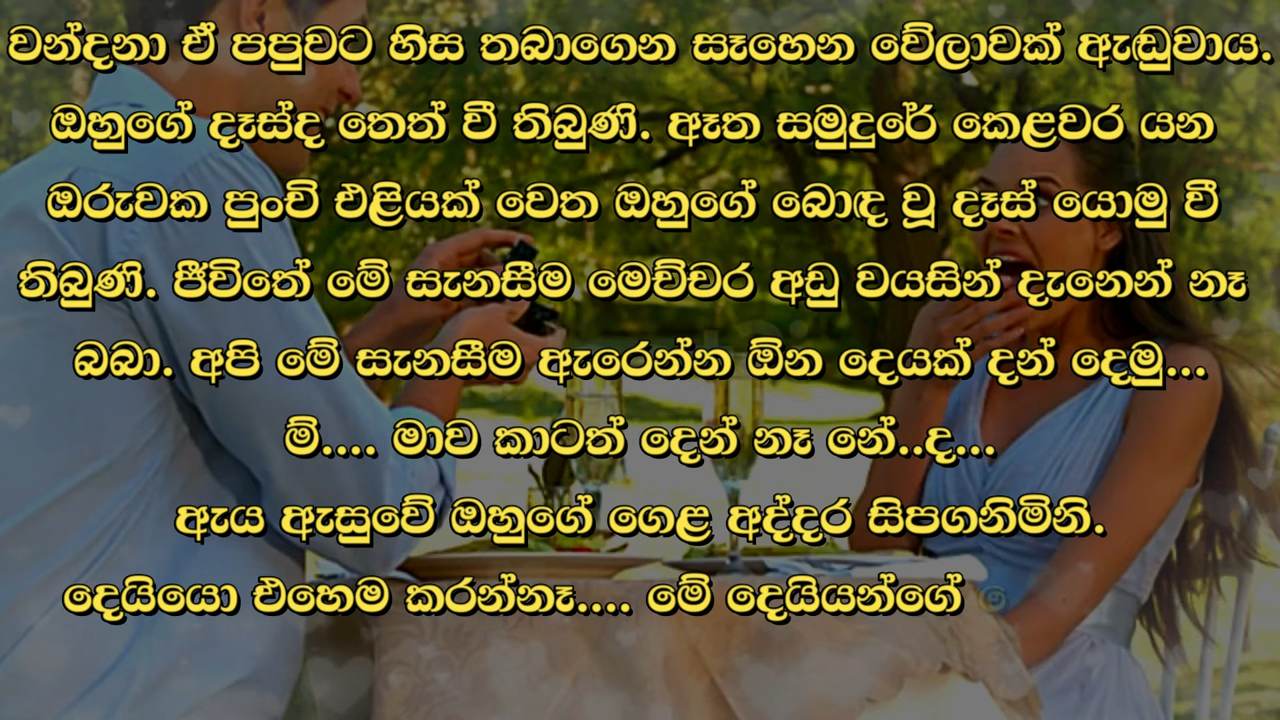 වන්දනා ඒ පපුවට හිස තබාගෙන සෑහෙන වේලාවක් ඇඬුවාය.
ඔහුගේ දෑස්ද තෙත් වී තිබුණි. ඈත සමුදුරේ කෙළවර යන
ඔරුවක පුංචි එළියක් වෙත ඔහුගේ බොඳ වූ දෑස් යොමු වී
තිබුණි. ජීවිතේ මේ සැනසීම මෙච්චර අඩු වයසින් දැනෙන් නෑ
බබා. අපි මේ සැනසීම ඇරෙන්න ඕන දෙයක් දන් දෙමු...
ම්.... මාව කාටත් දෙන් නෑ නේ..ද...
ඇය ඇසුවේ ඔහුගේ ගෙළ අද්දර සිපගනිමිනි.
දෙයියො එහෙම කරන්නෑ.... මේ දෙයියන්ගේ